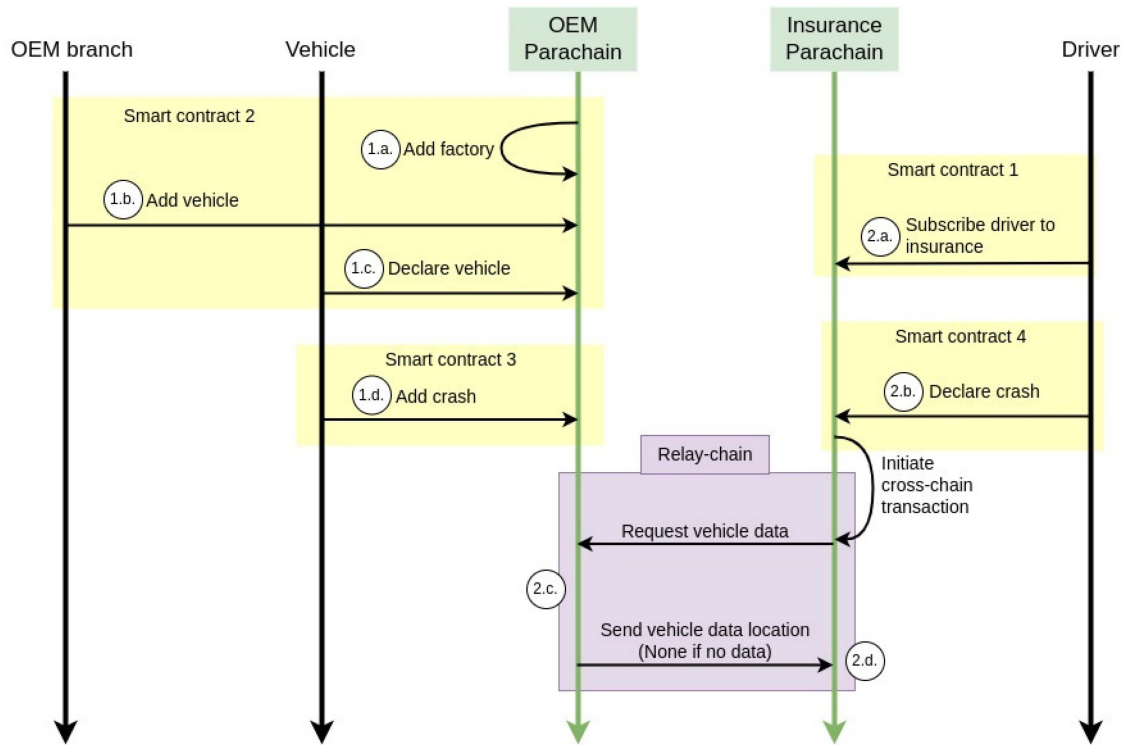 OEM branch
Vehicle
OEM
Parachain
Insurance
Parachain
Driver
Smart contract 2
1.a. Add factory
1.b. Add vehicle
1.c. Declare vehicle
Smart contract 1
2.a. Subscribe driver to
insurance
Smart contract 3
1.d. Add crash
Smart contract 4
2.b. Declare crash
Relay-chain
Initiate
cross-chain
transaction
Request vehicle data
2.c.
Send vehicle data location
(None if no data)
2.d.